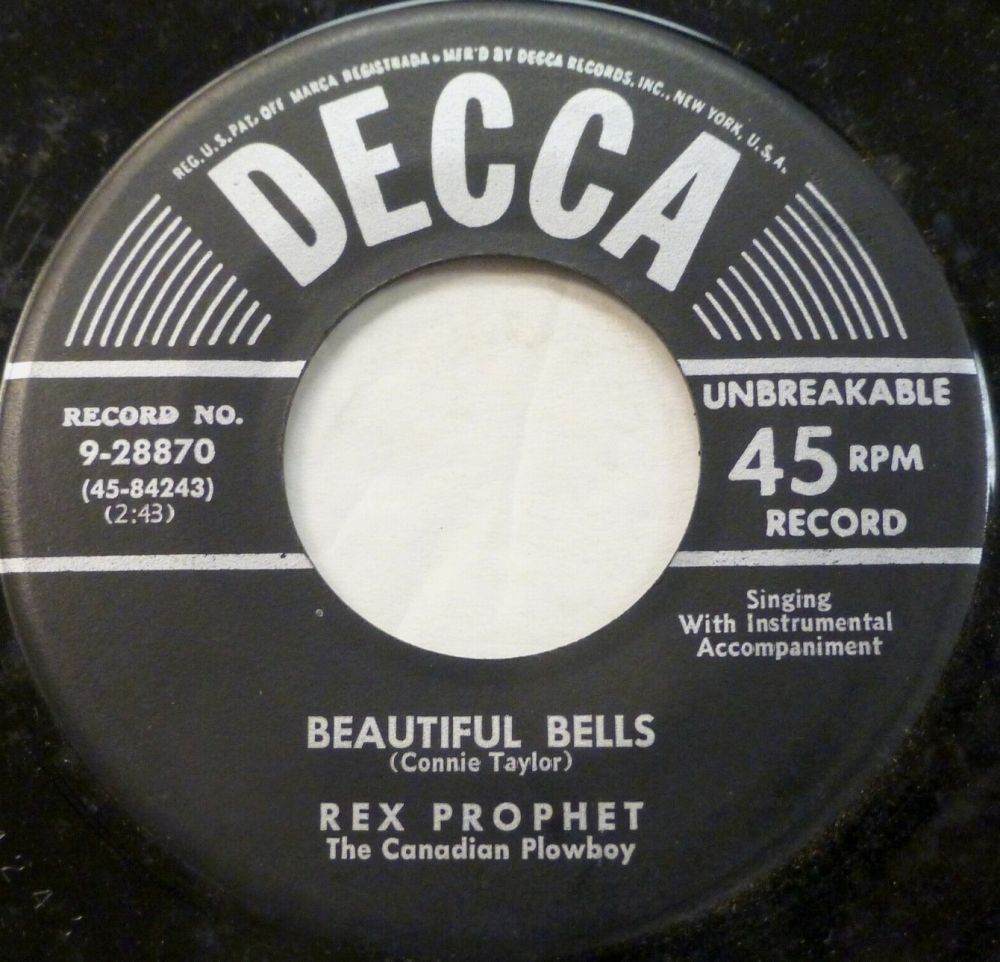 REG. U.S. PAT. OFF. MARCA REGISTRADA • MFR'D BY DECCA RECORDS, INC., NEW YORK, U.S.A.
DECCA
RECORD NO.
9-28870
(45-84243)
(2:43)
UNBREAKABLE
45 RPM
RECORD
Singing
With Instrumental
Accompaniment
BEAUTIFUL BELLS
(Connie Taylor)
REX PROPHET
The Canadian Plowboy